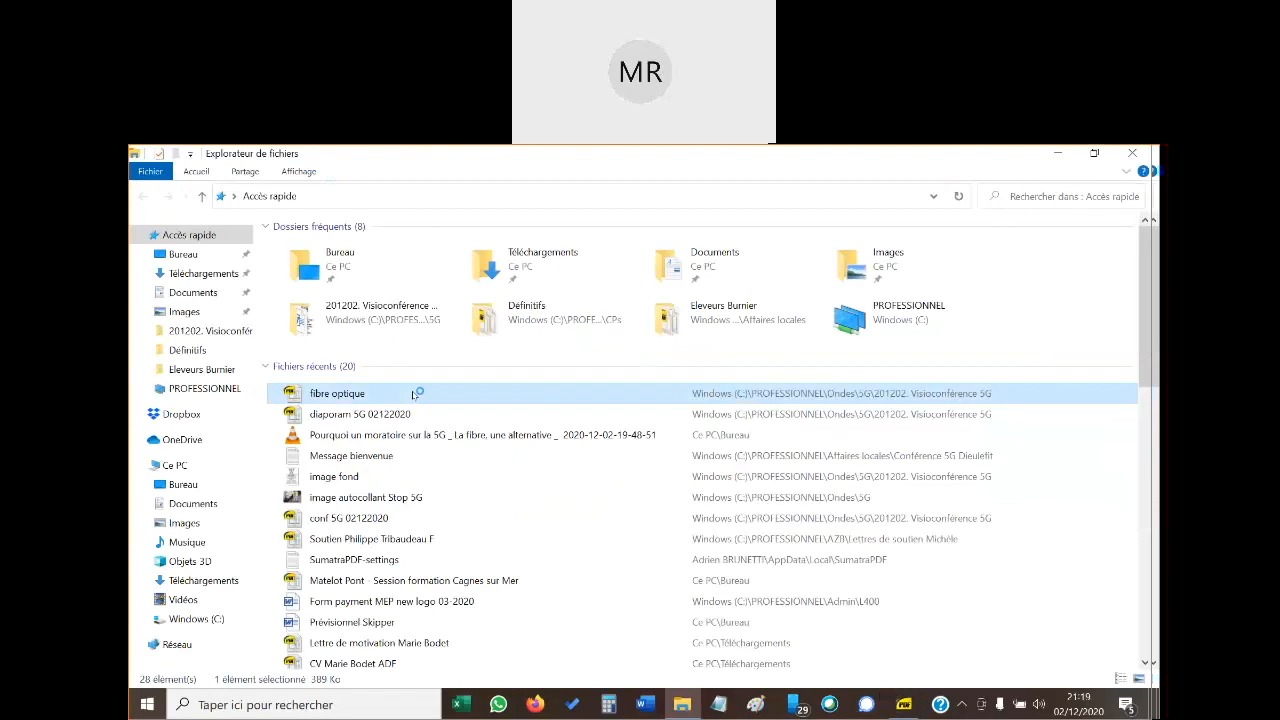 MR
Explorateur de fichiers
Fichier Accueil Partage Affichage
Accès rapide
Rechercher dans : Accès rapide
Accès rapide
Bureau
Téléchargements
Documents
Images
201202. Visioconfér
Définitifs
Eleveurs Burnier
PROFESSIONNEL
Dropbox
OneDrive
Ce PC
Bureau
Documents
Images
Musique
Objets 3D
Téléchargements
Vidéos
Windows (C:)
Réseau
Dossiers fréquents (8)
Bureau
Ce PC
Téléchargements
Ce PC
Documents
Ce PC
Images
Ce PC
201202. Visioconférence ...
Windows (C:)\PROFES...\5G
Définitifs
Windows (C:)\PROFE...\CPs
Eleveurs Burnier
Windows ...\Affaires locales
PROFESSIONNEL
Windows (C:)
Fichiers récents (20)
fibre optique Windows (C:)\PROFESSIONNEL\Ondes\5G\201202. Visioconférence 5G
diaporam 5G 02122020 Windows (C:)\PROFESSIONNEL\Ondes\5G\201202. Visioconférence 5G
Pourquoi un moratoire sur la 5G _ La fibre, une alternative _ 2020-12-02-19-48-51 Ce PC\Bureau
Message bienvenue Windows (C:)\PROFESSIONNEL\Affaires locales\Conférence 5G Dieulefit
image fond Windows (C:)\PROFESSIONNEL\Ondes\5G\201202. Visioconférence 5G
image autocollant Stop 5G Windows (C:)\PROFESSIONNEL\Ondes\5G
conf 5G 02122020 Windows (C:)\PROFESSIONNEL\Ondes\5G\201202. Visioconférence 5G
Soutien Philippe Tribaudeau F Windows (C:)\PROFESSIONNEL\AZB\Lettres de soutien Michèle
SumatraPDF-settings Adrien BRUNETTI\AppData\Local\SumatraPDF
Matelot Pont - Session formation Cagnes sur Mer Ce PC\Bureau
Form payment MEP new logo 03-2020 Windows (C:)\PROFESSIONNEL\Admin\L400
Prévisionnel Skipper Ce PC\Bureau
Lettre de motivation Marie Bodet Ce PC\Téléchargements
CV Marie Bodet ADF Ce PC\Téléchargements
28 élément(s) 1 élément sélectionné 389 Ko
Taper ici pour rechercher
29
21:19
02/12/2020
5